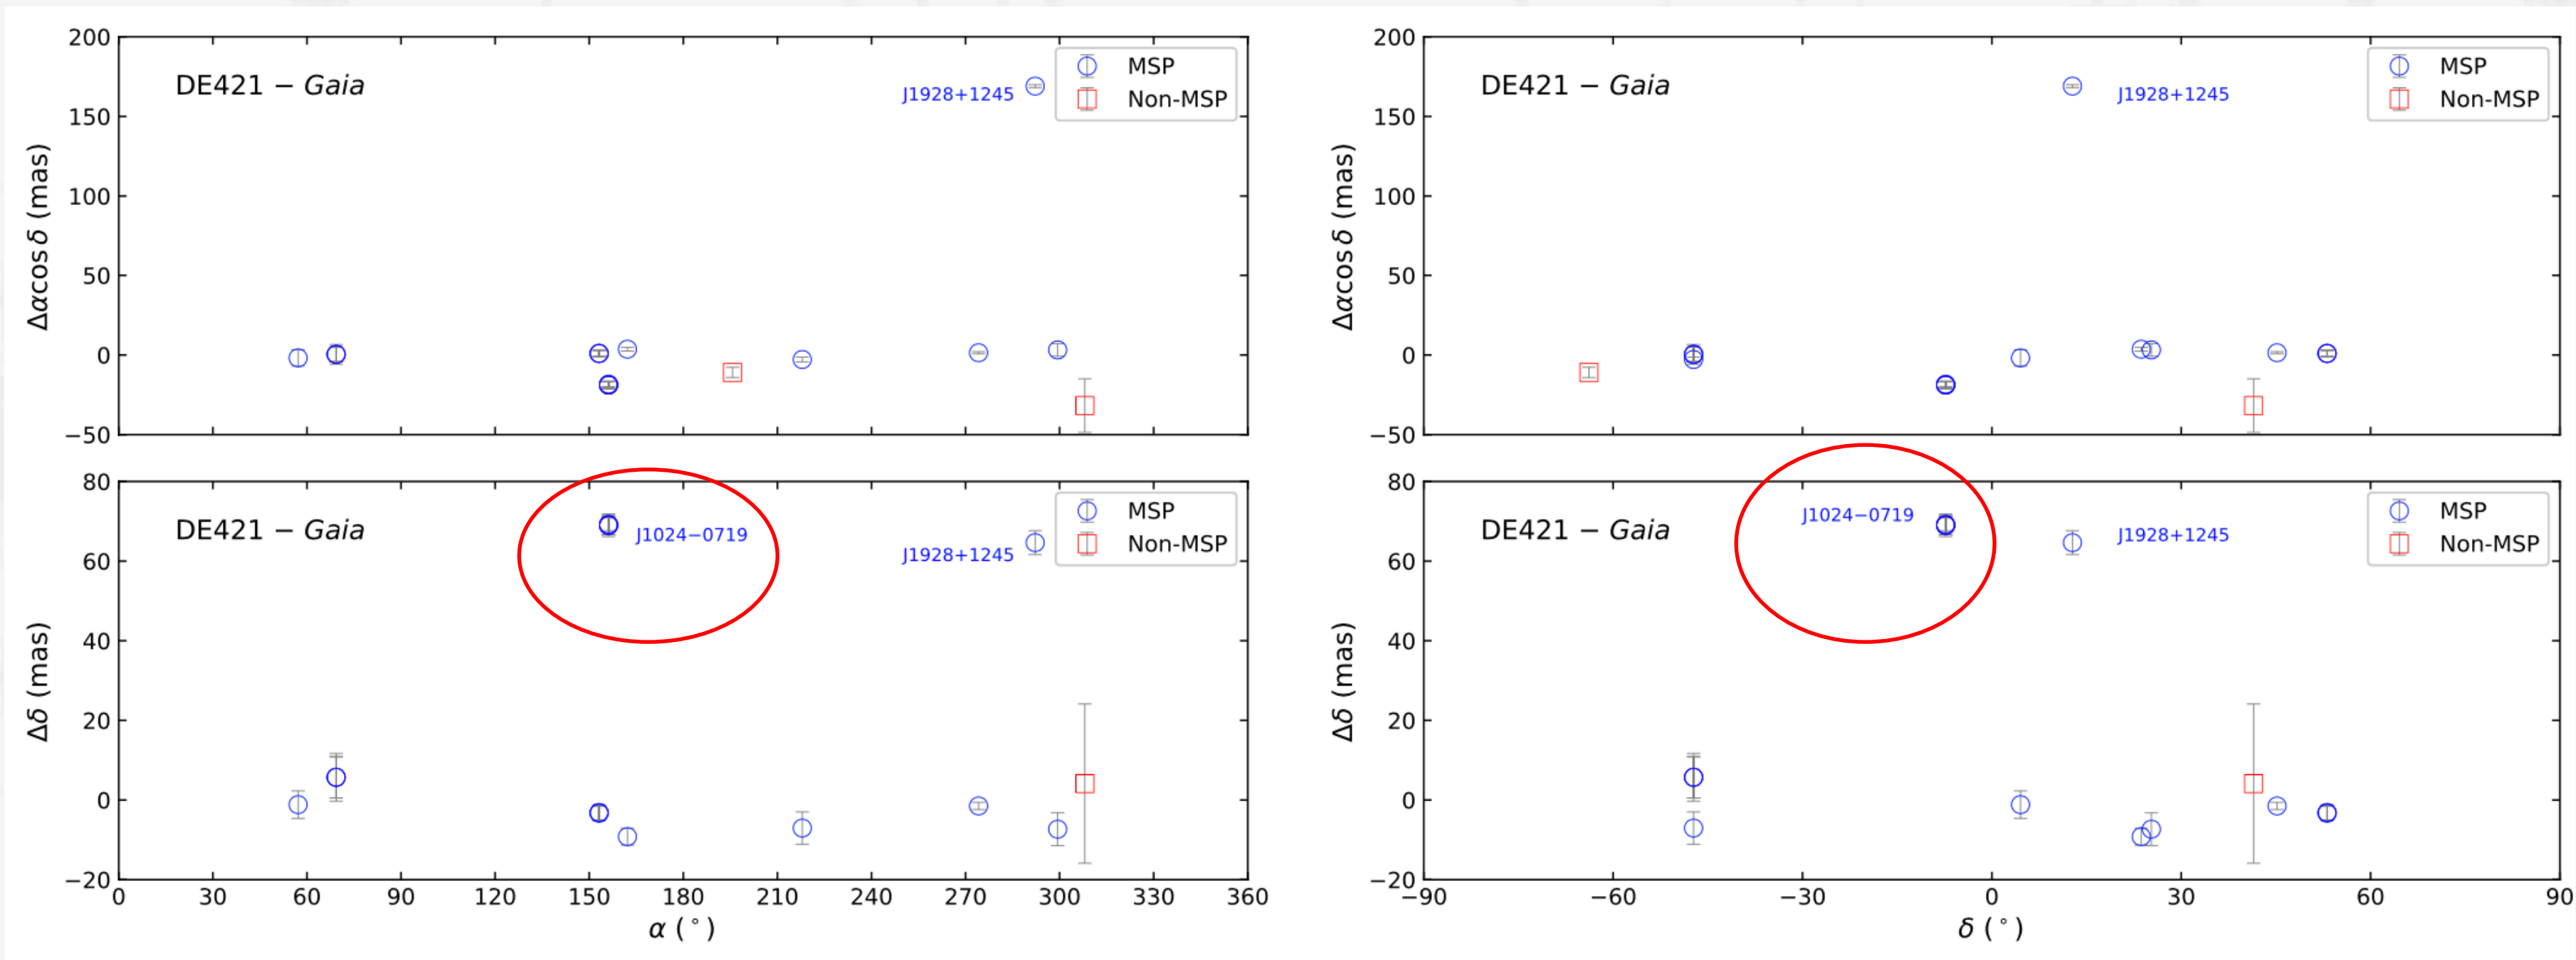 200
150
100
50
0
−50
Δαcos δ (mas)
DE421 − Gaia
J1928+1245
MSP
Non-MSP
200
150
100
50
0
−50
Δαcos δ (mas)
DE421 − Gaia
J1928+1245
MSP
Non-MSP
80
60
40
20
0
−20
Δδ (mas)
DE421 − Gaia
J1024−0719
J1928+1245
MSP
Non-MSP
0 30 60 90 120 150 180 210 240 270 300 330 360
α (°)
80
60
40
20
0
−20
Δδ (mas)
DE421 − Gaia
J1024−0719
J1928+1245
MSP
Non-MSP
−90 −60 −30 0 30 60 90
δ (°)